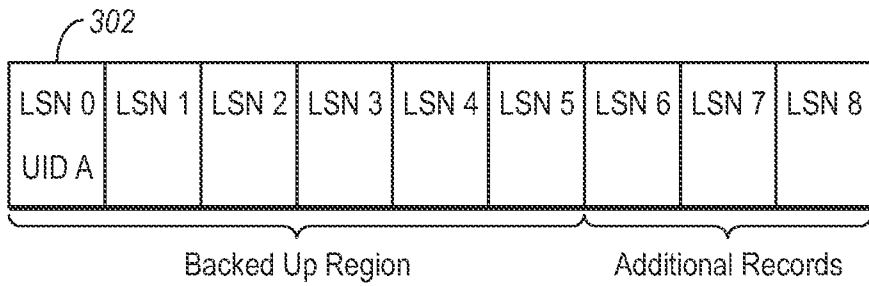 302
LSN 0 LSN 1 LSN 2 LSN 3 LSN 4 LSN 5 LSN 6 LSN 7 LSN 8
UID A
Backed Up Region Additional Records